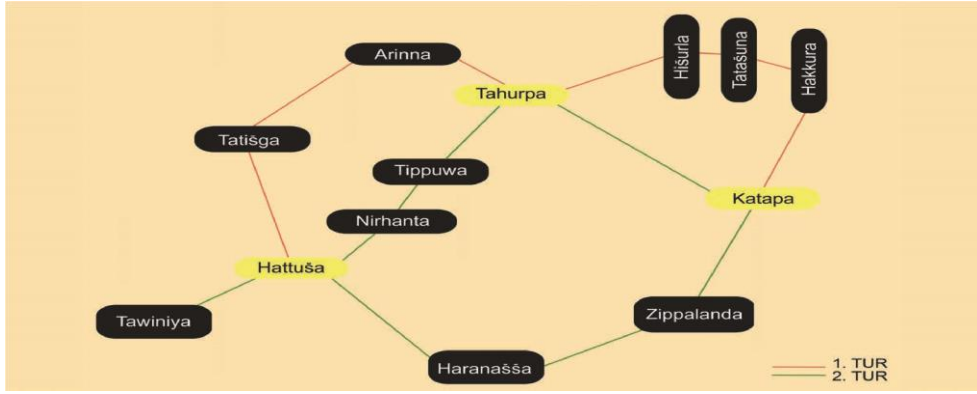 Arinna
Hišurla
Tatašuna
Hakkura
Tahurpa
Tatišga
Tippuwa
Katapa
Nirhanta
Hattuša
Tawiniya
Zippalanda
Haranašša
1. TUR
2. TUR